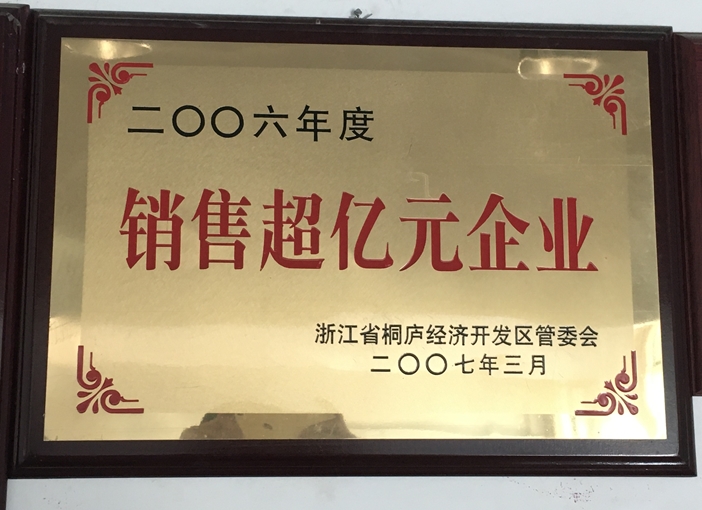 二〇〇六年度
销售超亿元企业
浙江省桐庐经济开发区管委会
二〇〇七年三月